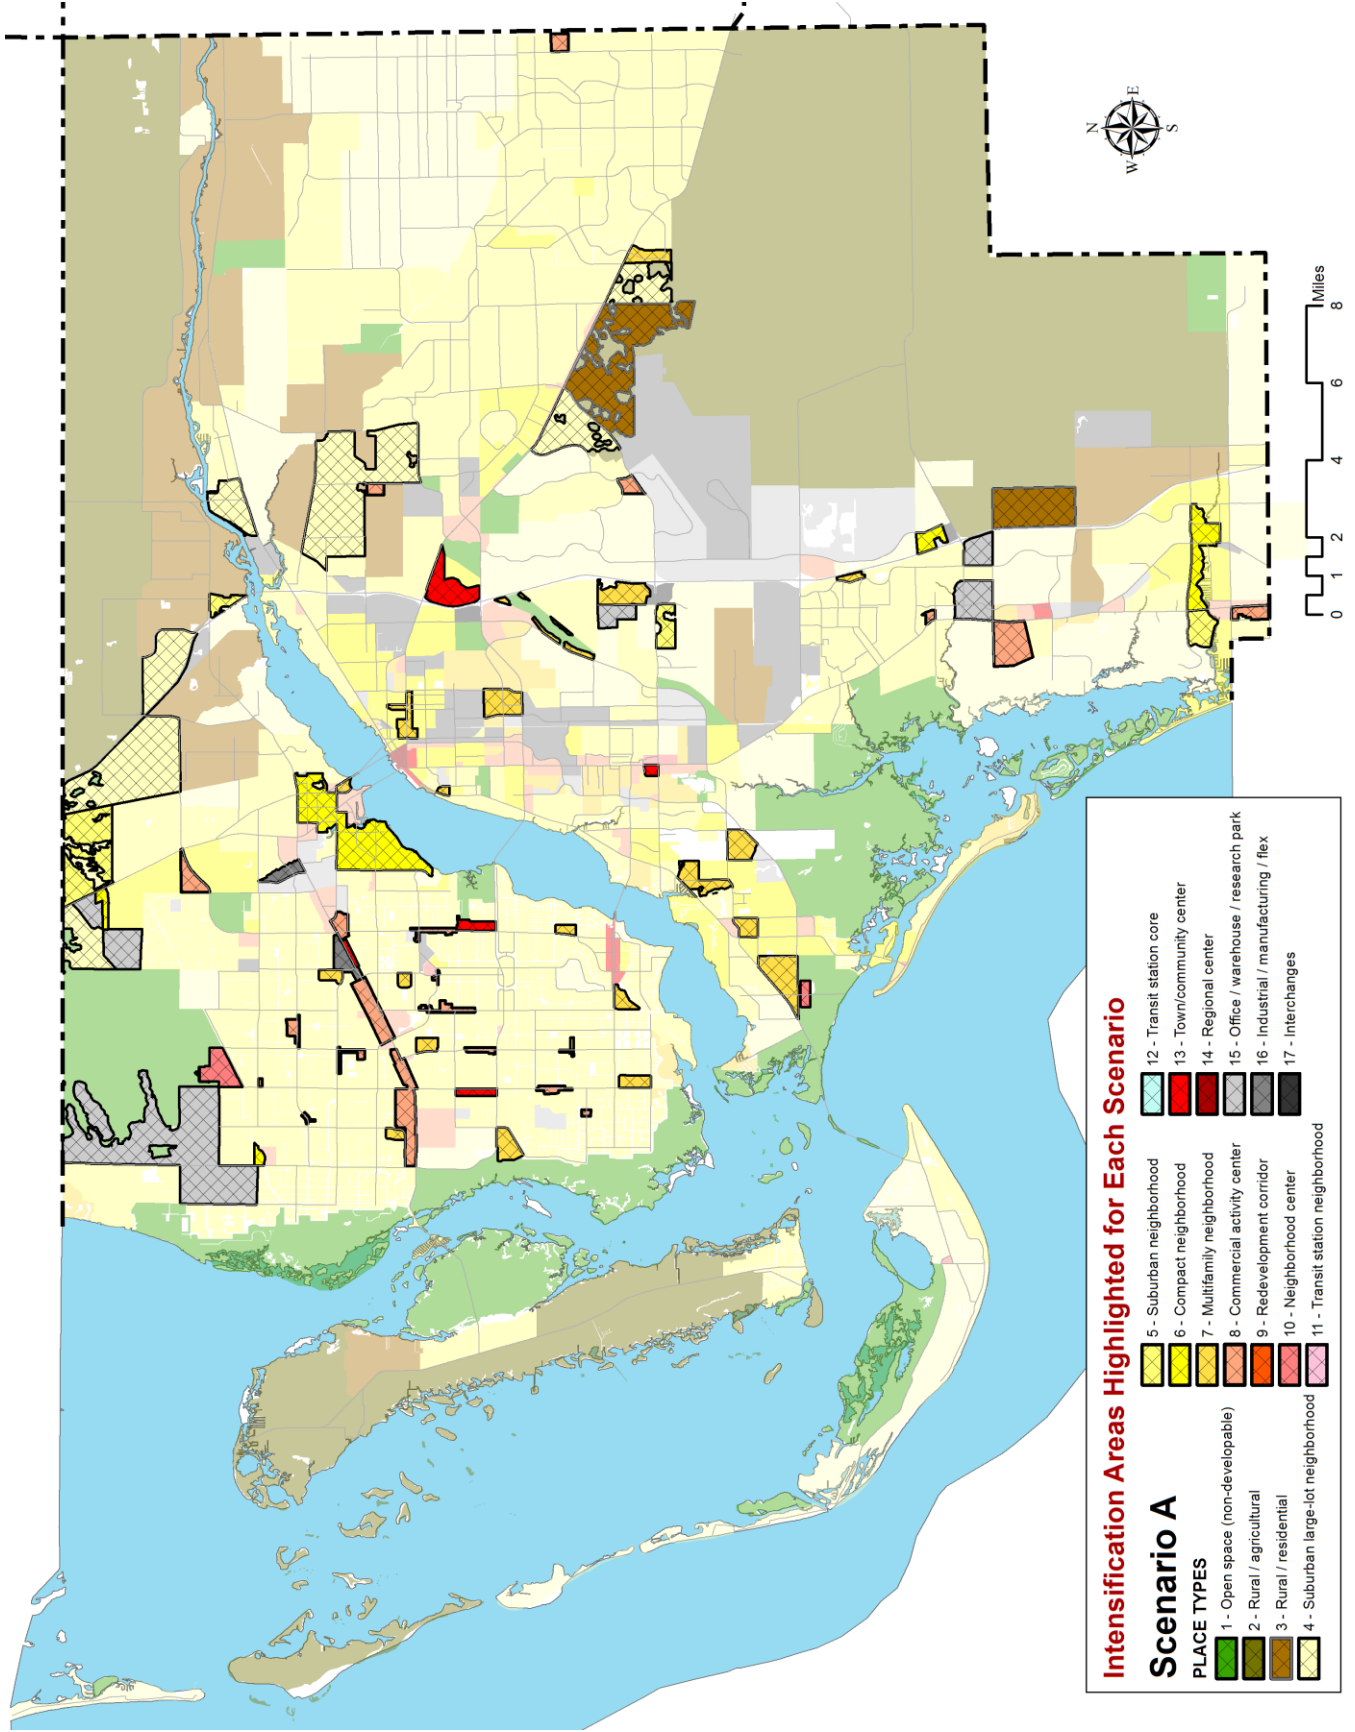 Intensification Areas Highlighted for Each Scenario
Scenario A
PLACE TYPES
1 - Open space (non-developable)
2 - Rural / agricultural
3 - Rural / residential
4 - Suburban large-lot neighborhood
5 - Suburban neighborhood
6 - Compact neighborhood
7 - Multifamily neighborhood
8 - Commercial activity center
9 - Redevelopment corridor
10 - Neighborhood center
11 - Transit station neighborhood
12 - Transit station core
13 - Town/community center
14 - Regional center
15 - Office / warehouse / research park
16 - Industrial / manufacturing / flex
17 - Interchanges
0 1 2 4 6 8
Miles
N
W E
S